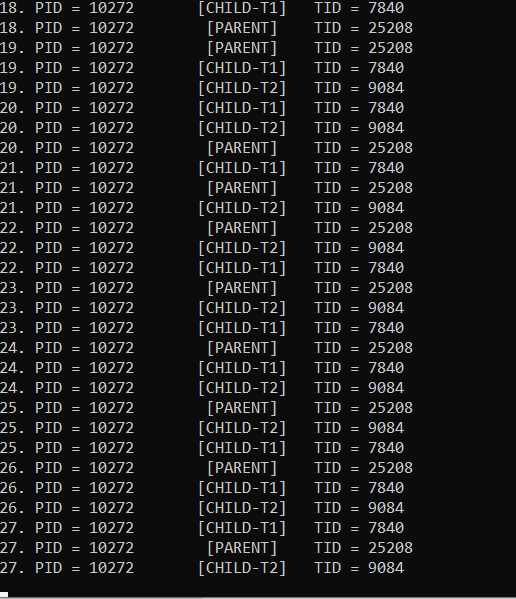 18. PID = 10272 [CHILD-T1] TID = 7840
18. PID = 10272 [PARENT] TID = 25208
19. PID = 10272 [PARENT] TID = 25208
19. PID = 10272 [CHILD-T1] TID = 7840
19. PID = 10272 [CHILD-T2] TID = 9084
20. PID = 10272 [CHILD-T1] TID = 7840
20. PID = 10272 [CHILD-T2] TID = 9084
20. PID = 10272 [PARENT] TID = 25208
21. PID = 10272 [CHILD-T1] TID = 7840
21. PID = 10272 [PARENT] TID = 25208
21. PID = 10272 [CHILD-T2] TID = 9084
22. PID = 10272 [PARENT] TID = 25208
22. PID = 10272 [CHILD-T2] TID = 9084
22. PID = 10272 [CHILD-T1] TID = 7840
23. PID = 10272 [PARENT] TID = 25208
23. PID = 10272 [CHILD-T2] TID = 9084
23. PID = 10272 [CHILD-T1] TID = 7840
24. PID = 10272 [PARENT] TID = 25208
24. PID = 10272 [CHILD-T1] TID = 7840
24. PID = 10272 [CHILD-T2] TID = 9084
25. PID = 10272 [PARENT] TID = 25208
25. PID = 10272 [CHILD-T2] TID = 9084
25. PID = 10272 [CHILD-T1] TID = 7840
26. PID = 10272 [PARENT] TID = 25208
26. PID = 10272 [CHILD-T1] TID = 7840
26. PID = 10272 [CHILD-T2] TID = 9084
27. PID = 10272 [CHILD-T1] TID = 7840
27. PID = 10272 [PARENT] TID = 25208
27. PID = 10272 [CHILD-T2] TID = 9084